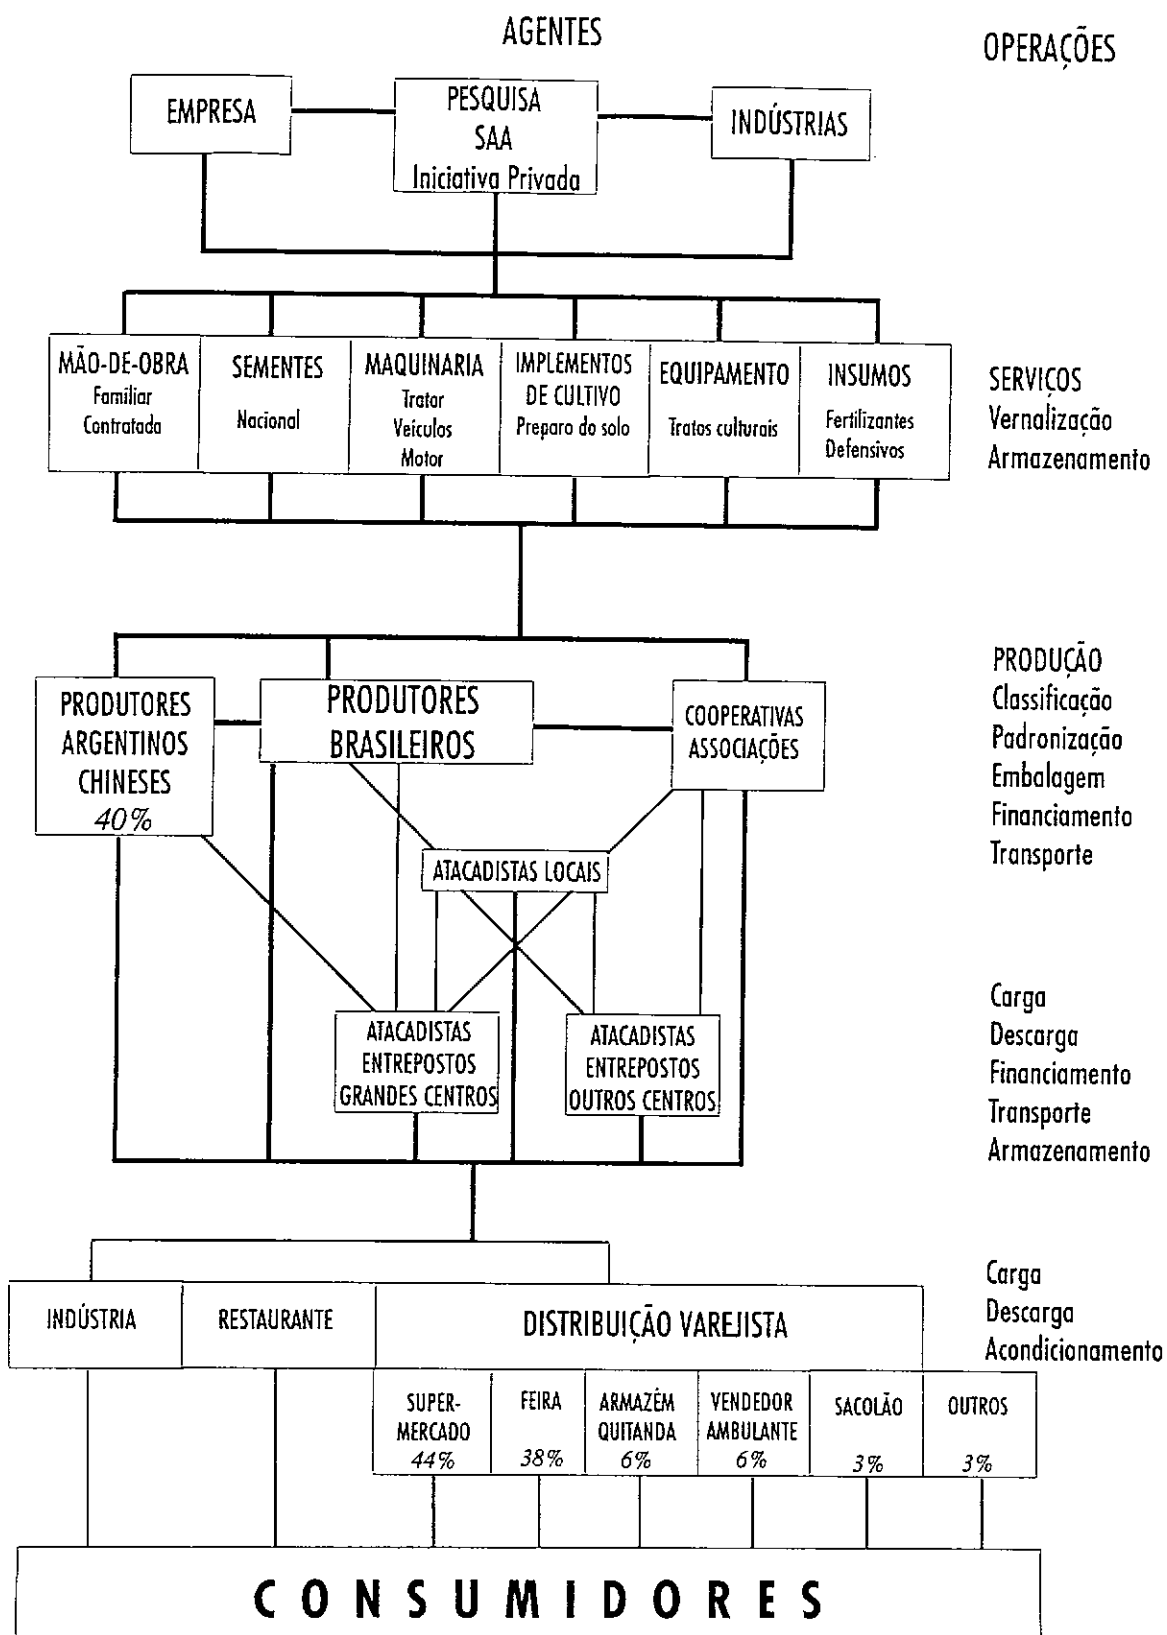 AGENTES
OPERAÇÕES
EMPRESA
PESQUISA
SAA
Iniciativa Privada
INDÚSTRIAS
MÃO-DE-OBRA
Familiar
Contratada
SEMENTES
Nacional
MAQUINARIA
Trator
Veículos
Motor
IMPLEMENTOS
DE CULTIVO
Preparo do solo
EQUIPAMENTO
Tratos culturais
INSUMOS
Fertilizantes
Defensivos
SERVIÇOS
Vernalização
Armazenamento
PRODUTORES
ARGENTINOS
CHINESES
40%
PRODUTORES
BRASILEIROS
COOPERATIVAS
ASSOCIAÇÕES
PRODUÇÃO
Classificação
Padronização
Embalagem
Financiamento
Transporte
ATACADISTAS LOCAIS
ATACADISTAS
ENTREPOSTOS
GRANDES CENTROS
ATACADISTAS
ENTREPOSTOS
OUTROS CENTROS
Carga
Descarga
Financiamento
Transporte
Armazenamento
INDÚSTRIA
RESTAURANTE
DISTRIBUIÇÃO VAREJISTA
Carga
Descarga
Acondicionamento
SUPER-
MERCADO
44%
FEIRA
38%
ARMAZÉM
QUITANDA
6%
VENDEDOR
AMBULANTE
6%
SACOLÃO
3%
OUTROS
3%
CONSUMIDORES